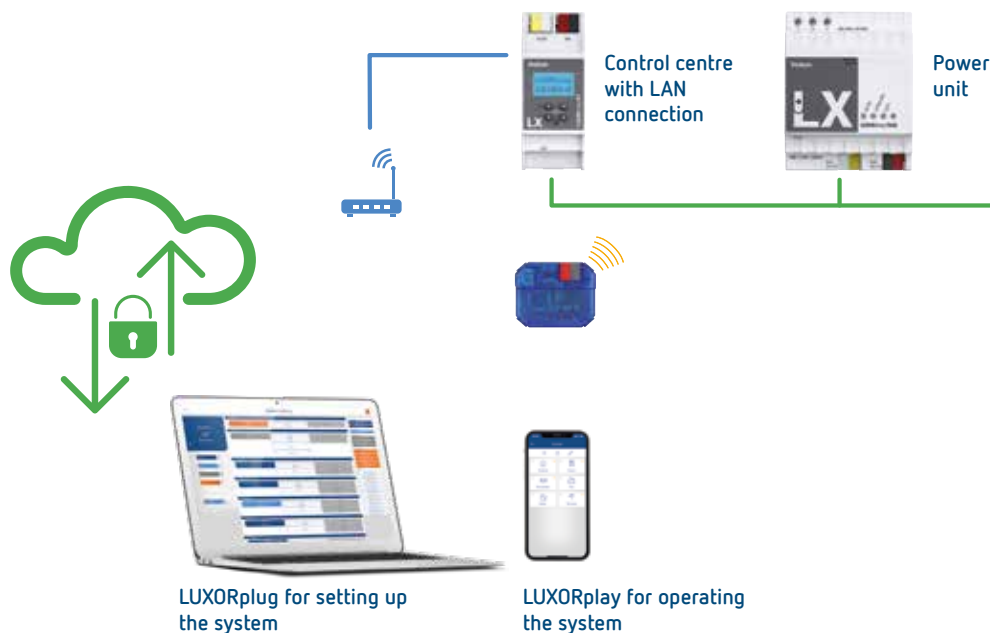 Control centre
with LAN
connection
Power
unit
LX
LX
LUXORplug for setting up
the system
LUXORplay for operating
the system